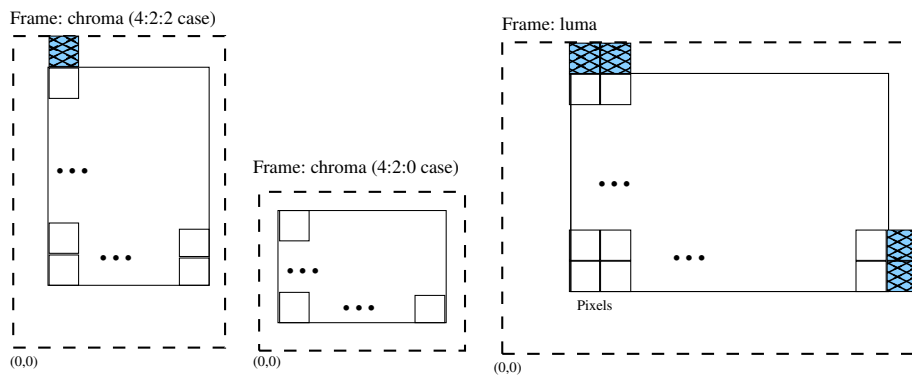 Frame: chroma (4:2:2 case)
Frame: luma
Frame: chroma (4:2:0 case)
Pixels
(0,0)
(0,0)
(0,0)